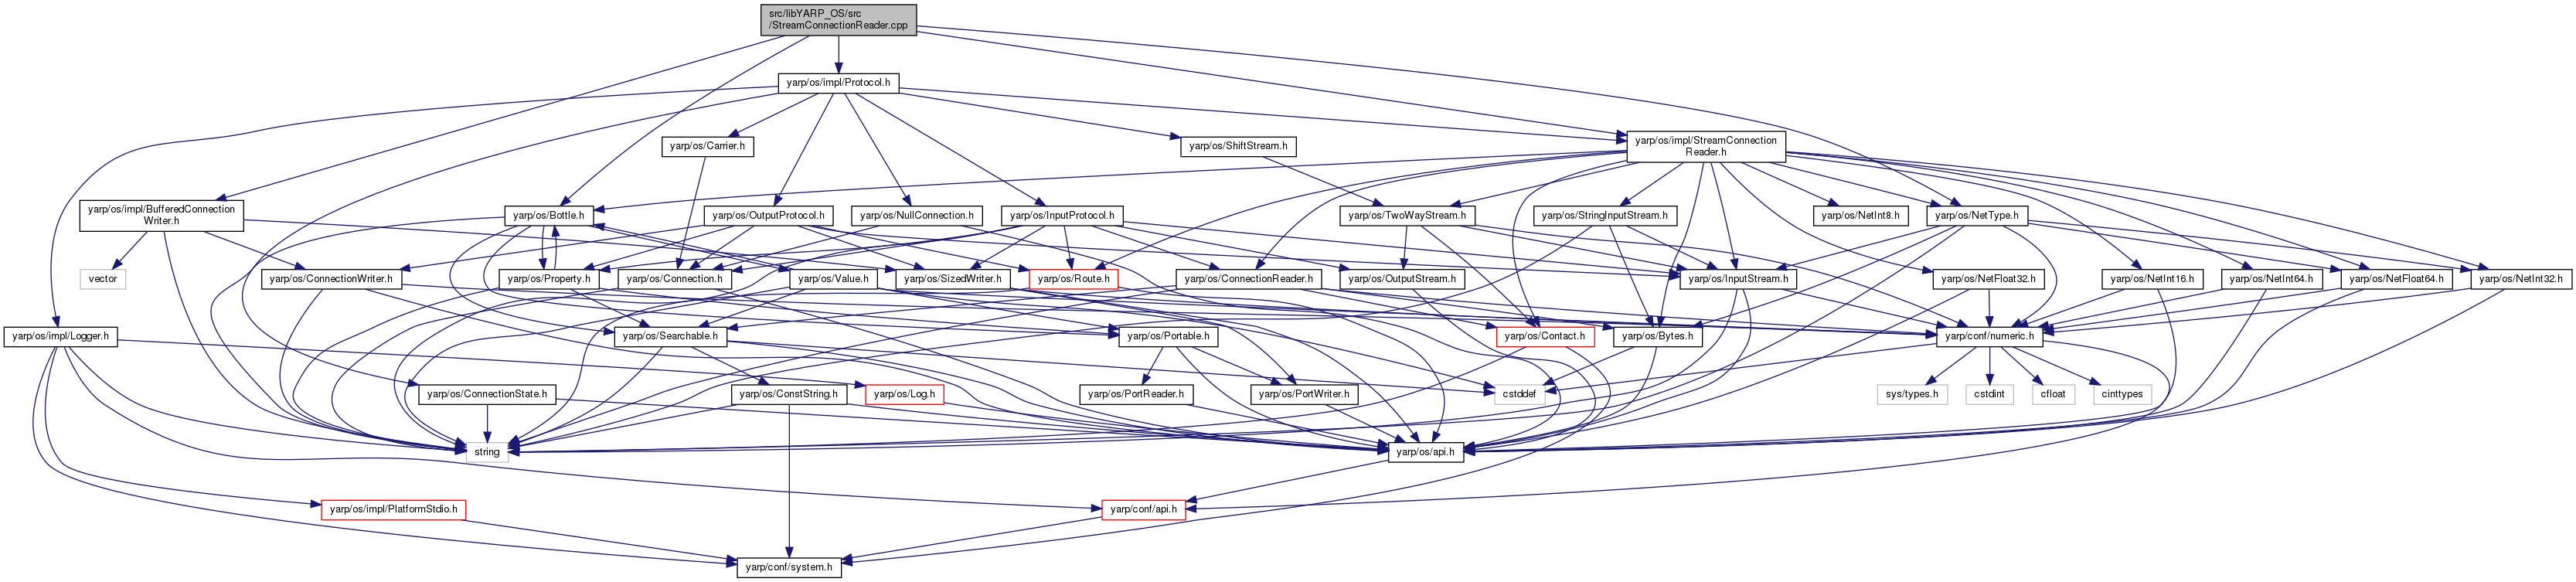 src/libYARP_OS/src
/StreamConnectionReader.cpp
yarp/os/impl/Protocol.h
yarp/os/Carrier.h
yarp/os/ShiftStream.h
yarp/os/impl/StreamConnection
Reader.h
yarp/os/impl/BufferedConnection
Writer.h
yarp/os/Bottle.h
yarp/os/OutputProtocol.h
yarp/os/NullConnection.h
yarp/os/InputProtocol.h
yarp/os/TwoWayStream.h
yarp/os/StringInputStream.h
yarp/os/NetInt8.h
yarp/os/NetType.h
vector
yarp/os/ConnectionWriter.h
yarp/os/Property.h
yarp/os/Connection.h
yarp/os/Value.h
yarp/os/SizedWriter.h
yarp/os/Route.h
yarp/os/ConnectionReader.h
yarp/os/OutputStream.h
yarp/os/InputStream.h
yarp/os/NetFloat32.h
yarp/os/NetInt16.h
yarp/os/NetInt64.h
yarp/os/NetFloat64.h
yarp/os/NetInt32.h
yarp/os/impl/Logger.h
yarp/os/Searchable.h
yarp/os/Portable.h
yarp/os/Contact.h
yarp/os/Bytes.h
yarp/conf/numeric.h
yarp/os/ConnectionState.h
yarp/os/ConstString.h
yarp/os/Log.h
yarp/os/PortReader.h
yarp/os/PortWriter.h
cstddef
sys/types.h
cstdint
cfloat
cinttypes
string
yarp/os/api.h
yarp/os/impl/PlatformStdio.h
yarp/conf/api.h
yarp/conf/system.h